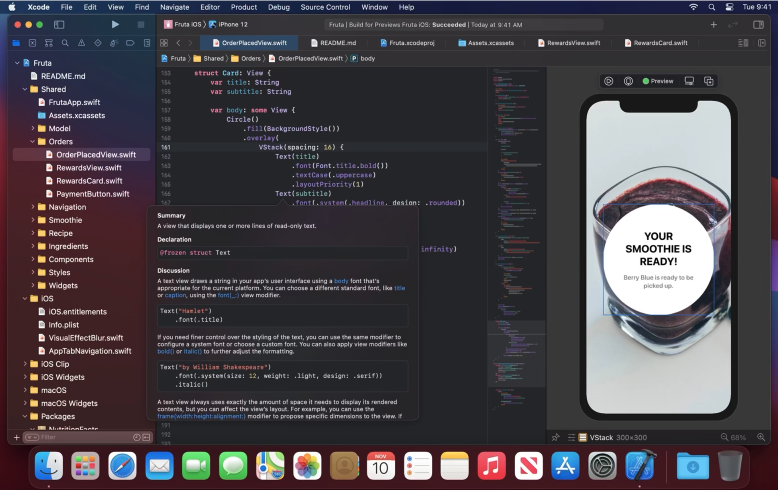 Xcode File Edit View Find Navigate Editor Product Debug Source Control Window Help
Tue 9:41
Fruta iOS 〉 iPhone 12
Fruta | Build for Previews Fruta iOS: Succeeded | Today at 9:41 AM
OrderPlacedView.swift
README.md
Fruta.xcodeproj
Assets.xcassets
RewardsView.swift
RewardsCard.swift
Fruta 〉 Shared 〉 Orders 〉 OrderPlacedView.swift 〉 P body
Fruta
README.md
Shared
FrutaApp.swift
Assets.xcassets
Model
Orders
OrderPlacedView.swift
RewardsView.swift
RewardsCard.swift
PaymentButton.swift
Navigation
Smoothie
Recipe
Ingredients
Components
Styles
Widgets
iOS
iOS.entitlements
Info.plist
VisualEffectBlur.swift
AppTabNavigation.swift
iOS Clip
iOS Widgets
macOS
macOS Widgets
Packages
NutritionFacts
Filter
153 struct Card: View {
154 var title: String
155 var subtitle: String
156
157 var body: some View {
158 Circle()
159 .fill(BackgroundStyle())
160 .overlay(
161 VStack(spacing: 16) {
162 Text(title)
163 .font(Font.title.bold())
164 .textCase(.uppercase)
165 .layoutPriority(1)
166 Text(subtitle)
.font(.system(.headline, design: .rounded))
infinity)
Summary
A view that displays one or more lines of read-only text.
Declaration
@frozen struct Text
Discussion
A text view draws a string in your app's user interface using a body font that's
appropriate for the current platform. You can choose a different standard font, like title
or caption, using the font(_:) view modifier.
Text("Hamlet")
.font(.title)
If you need finer control over the styling of the text, you can use the same modifier to
configure a system font or choose a custom font. You can also apply view modifiers like
bold() or italic() to further adjust the formatting.
Text("by William Shakespeare")
.font(.system(size: 12, weight: .light, design: .serif))
.italic()
A text view always uses exactly the amount of space it needs to display its rendered
contents, but you can affect the view's layout. For example, you can use the
frame(width:height:alignment:) modifier to propose specific dimensions to the view. If
191
192
Preview
YOUR
SMOOTHIE IS
READY!
Berry Blue is ready to be
picked up.
VStack 300×300
68%
NOV
10